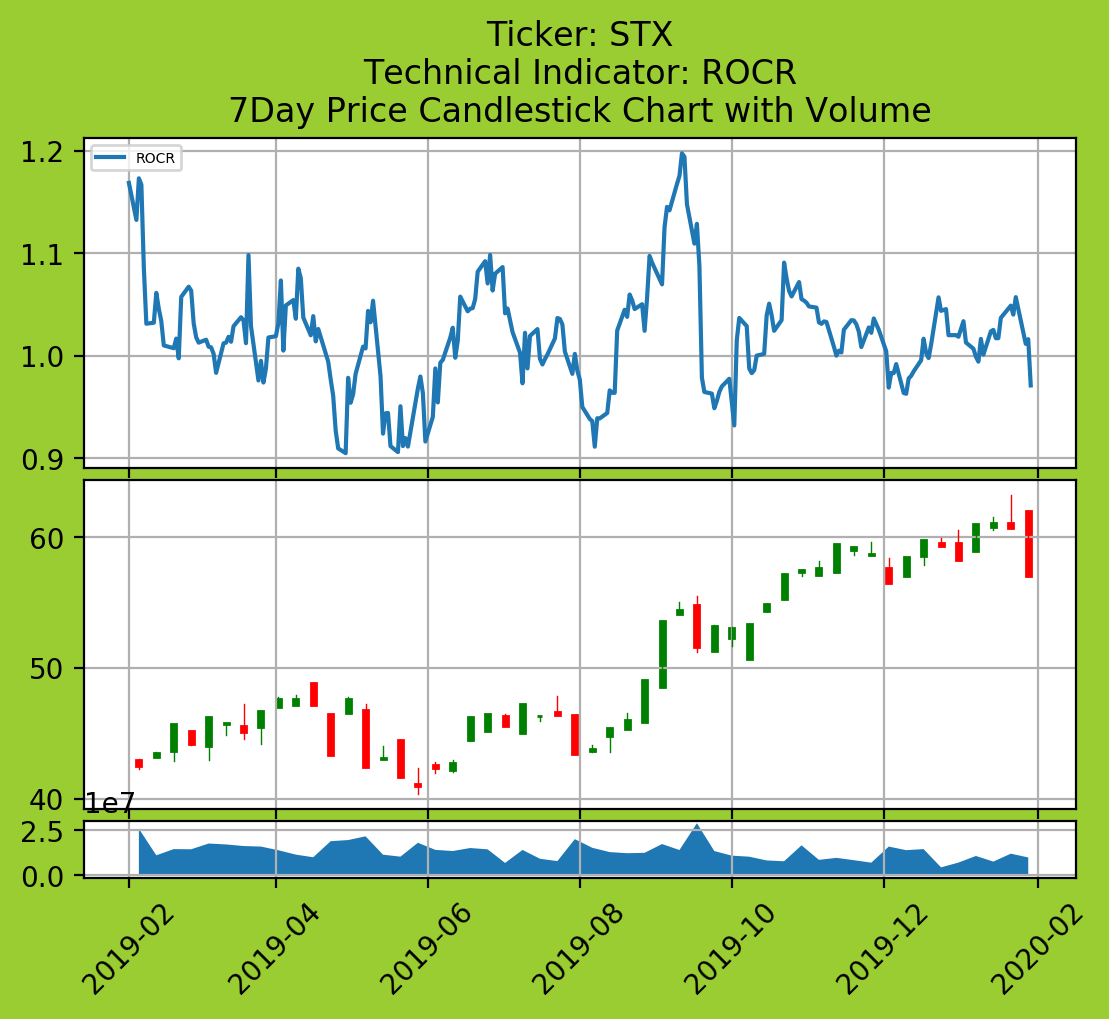 Ticker: STX
Technical Indicator: ROCR
7Day Price Candlestick Chart with Volume
ROCR
1.2
1.1
1.0
0.9
60
50
40
1e7
2.5
0.0
2019-02 2019-04 2019-06 2019-08 2019-10 2019-12 2020-02